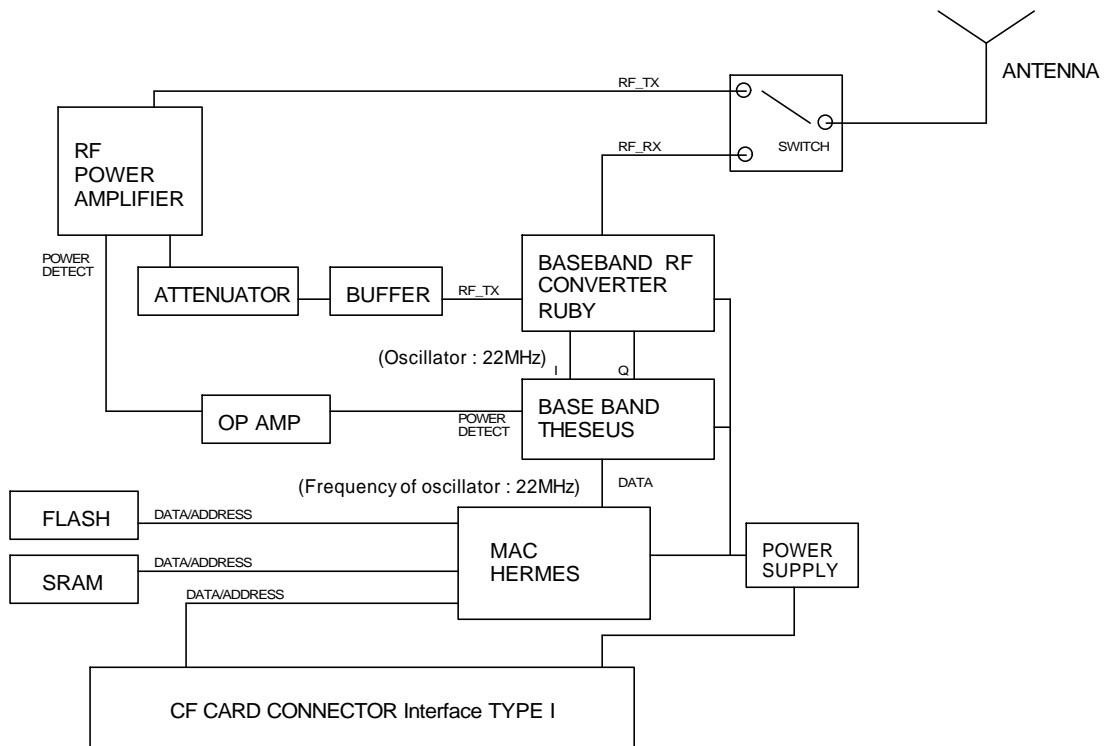 ANTENNA
RF_TX
SWITCH
RF_RX
RF
POWER
AMPLIFIER
POWER
DETECT
ATTENUATOR
BUFFER
RF_TX
BASEBAND RF
CONVERTER
RUBY
(Oscillator : 22MHz)
I
Q
OP AMP
POWER
DETECT
BASE BAND
THESEUS
(Frequency of oscillator : 22MHz)
DATA
FLASH
DATA/ADDRESS
SRAM
DATA/ADDRESS
DATA/ADDRESS
MAC
HERMES
POWER
SUPPLY
CF CARD CONNECTOR Interface TYPE I